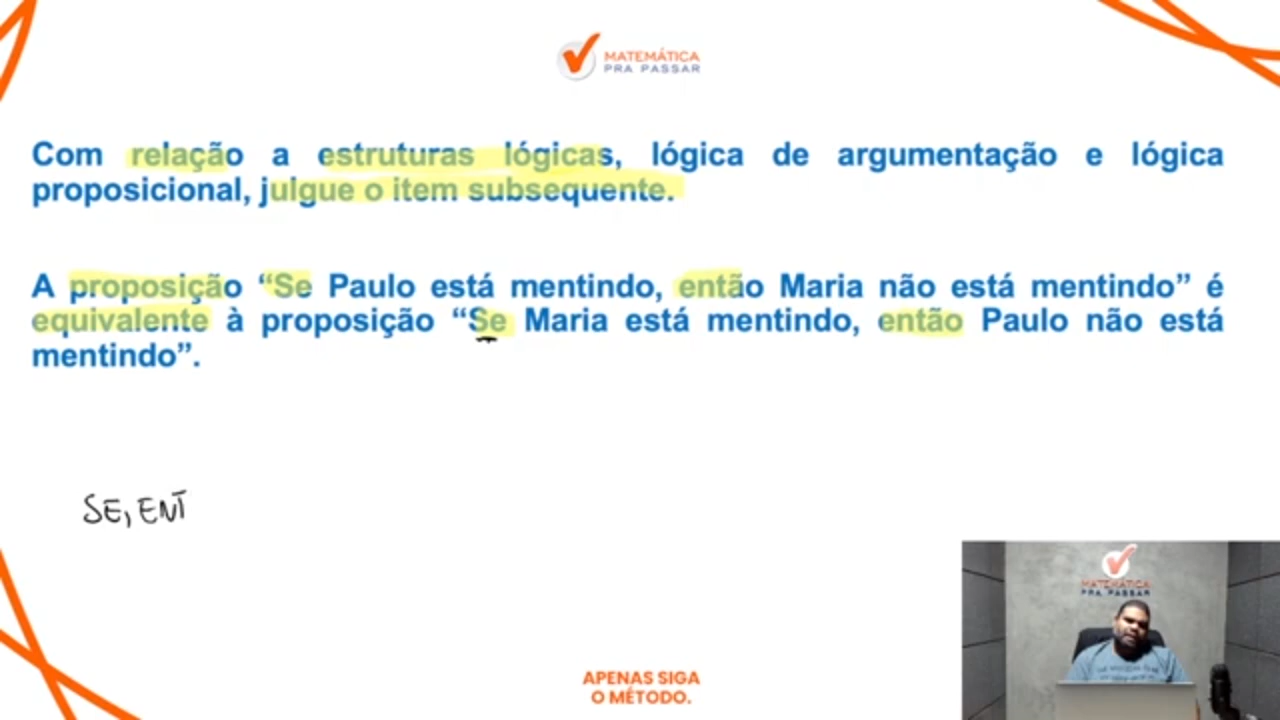 MATEMÁTICA
PRA PASSAR
Com relação a estruturas lógicas, lógica de argumentação e lógica
proposicional, julgue o item subsequente.
A proposição “Se Paulo está mentindo, então Maria não está mentindo” é
equivalente à proposição “Se Maria está mentindo, então Paulo não está
mentindo”.
SE, ENT
MATEMÁTICA
PRA PASSAR
APENAS SIGA
O MÉTODO.